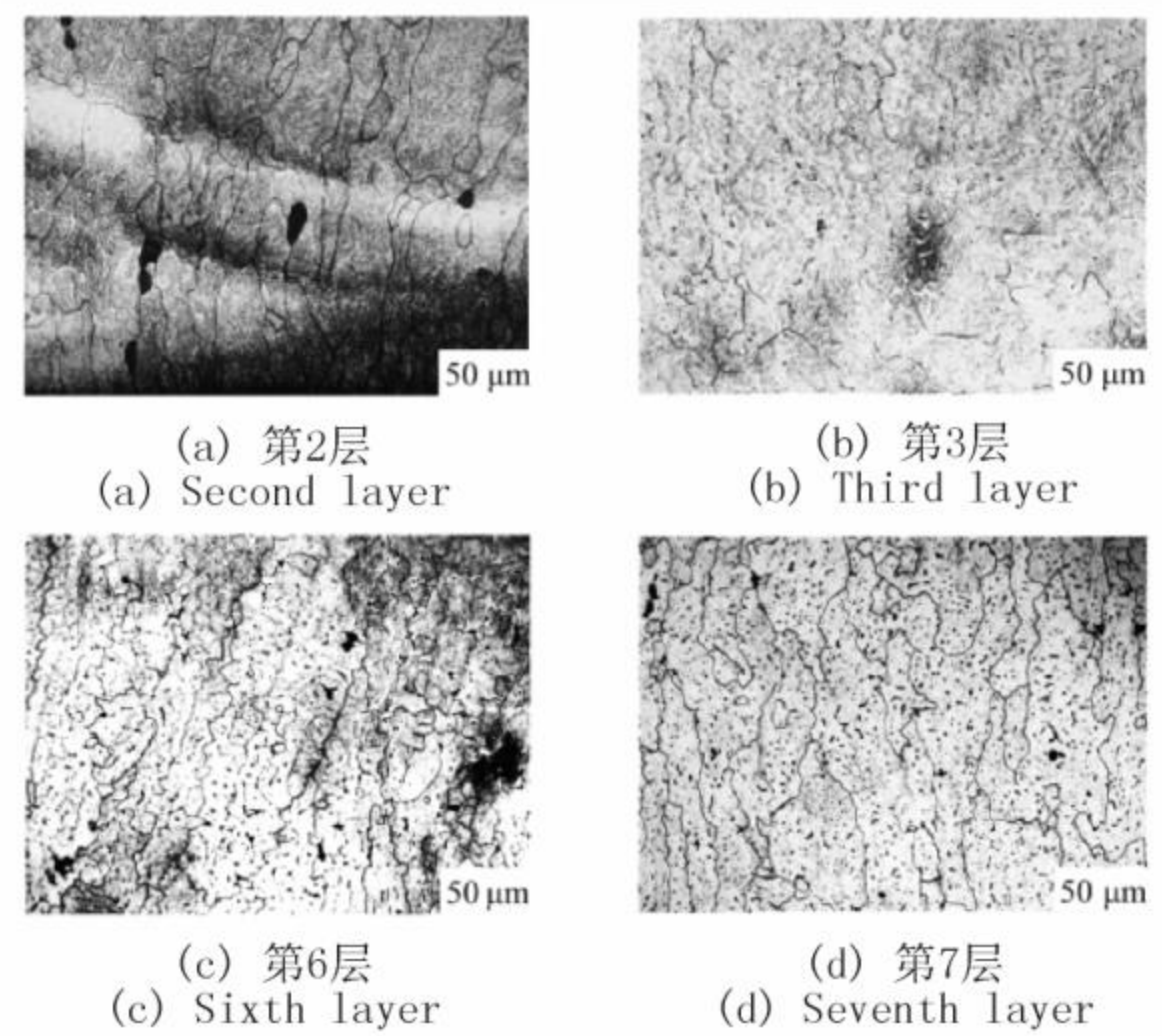 50 μm
50 μm
(a) 第2层
(a) Second layer
(b) 第3层
(b) Third layer
50 μm
50 μm
(c) 第6层
(c) Sixth layer
(d) 第7层
(d) Seventh layer